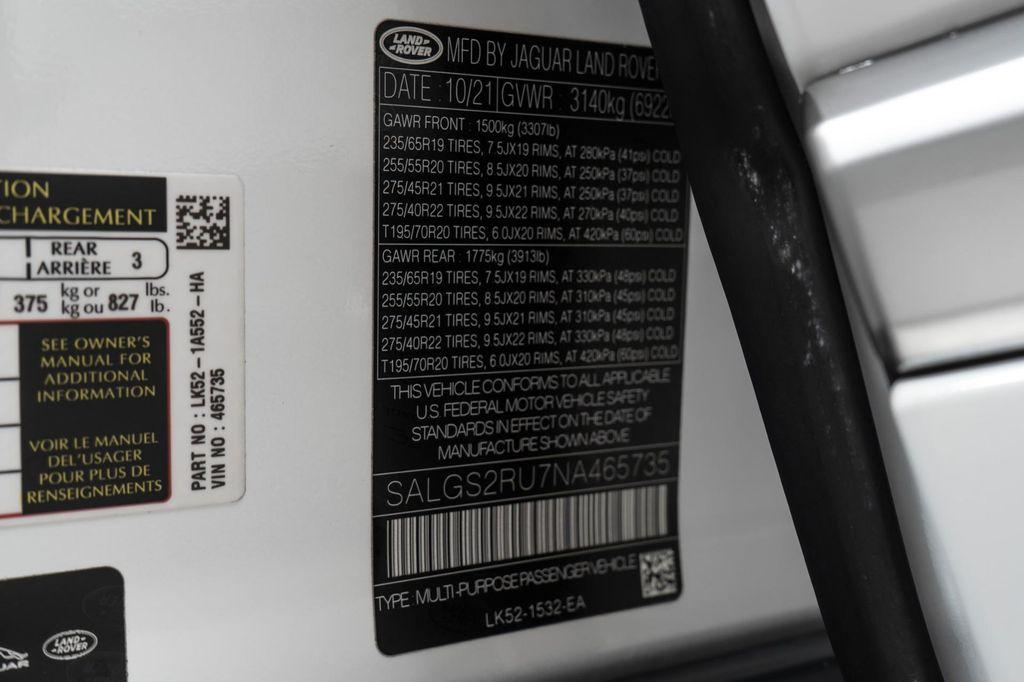 LAND-
ROVER
MFD BY JAGUAR LAND ROVE
DATE : 10/21 GVWR : 3140kg (6922
GAWR FRONT : 1500kg (3307lb)
235/65R19 TIRES, 7.5JX19 RIMS, AT 280kPa (41psi) COLD
255/55R20 TIRES, 8.5JX20 RIMS, AT 250kPa (37psi) COLD
275/45R21 TIRES, 9.5JX21 RIMS, AT 250kPa (37psi) COLD
275/40R22 TIRES, 9.5JX22 RIMS, AT 270kPa (40psi) COLD
T195/70R20 TIRES, 6.0JX20 RIMS, AT 420kPa (60psi) COLD
GAWR REAR : 1775kg (3913lb)
235/65R19 TIRES, 7.5JX19 RIMS, AT 330kPa (48psi) COLD
255/55R20 TIRES, 8.5JX20 RIMS, AT 310kPa (45psi) COLD
275/45R21 TIRES, 9.5JX21 RIMS, AT 310kPa (45psi) COLD
275/40R22 TIRES, 9.5JX22 RIMS, AT 330kPa (48psi) COLD
T195/70R20 TIRES, 6.0JX20 RIMS, AT 420kPa (60psi) COLD
THIS VEHICLE CONFORMS TO ALL APPLICABLE
U.S. FEDERAL MOTOR VEHICLE SAFETY
STANDARDS IN EFFECT ON THE DATE OF
MANUFACTURE SHOWN ABOVE
SALGS2RU7NA465735
TYPE : MULTI-PURPOSE PASSENGER VEHICLE
LK52-1532-EA
TION
CHARGEMENT
REAR
ARRIÈRE 3
375 kg or 827 lbs.
kg ou lb.
SEE OWNER'S
MANUAL FOR
ADDITIONAL
INFORMATION
VOIR LE MANUEL
DEL'USAGER
POUR PLUS DE
RENSEIGNEMENTS
PART NO : LK52-1A552-HA
VIN NO : 465735
UAR
LAND-
ROVER